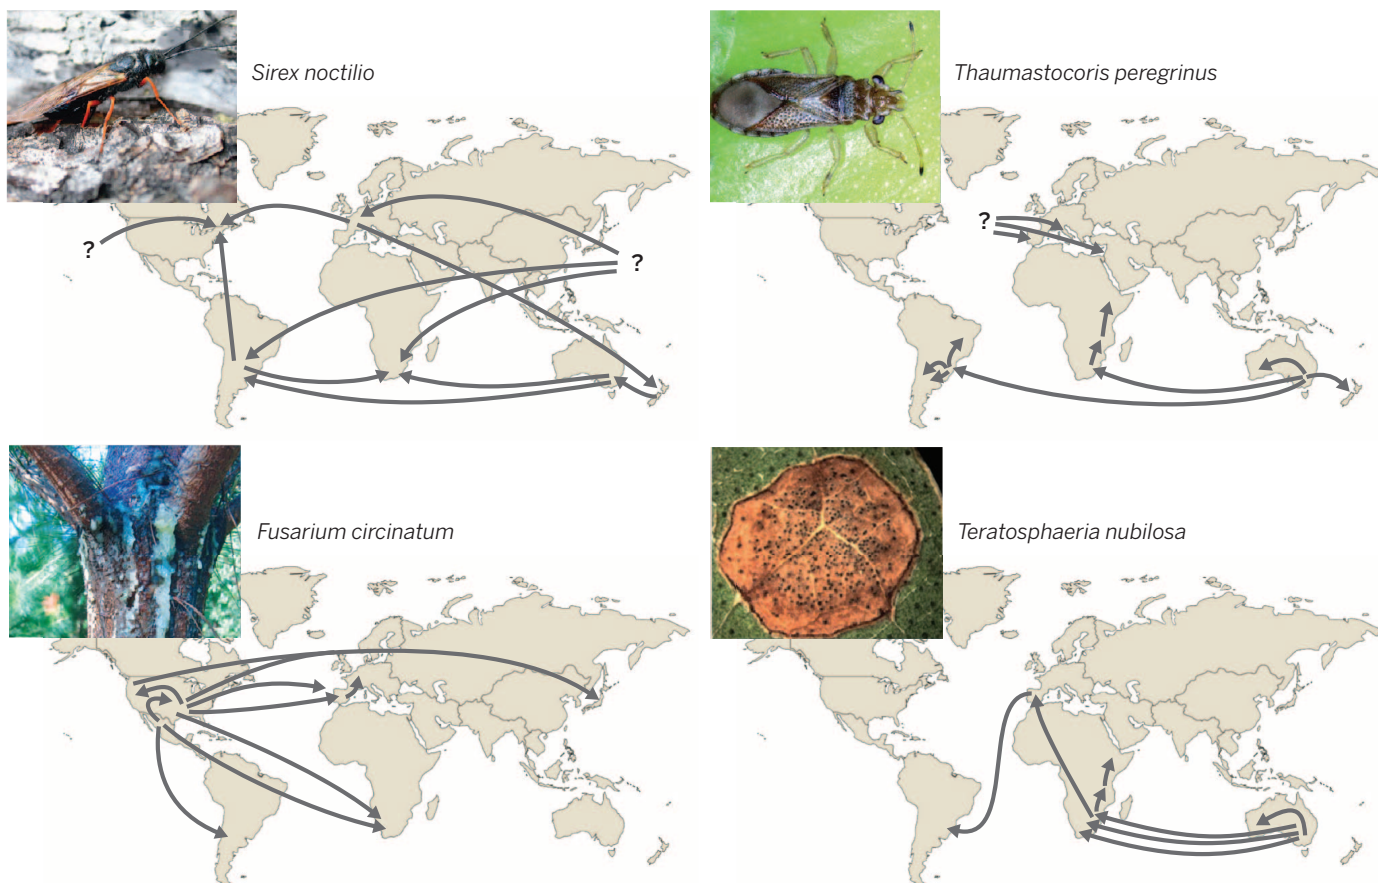 Sirex noctilio
Thaumastocoris peregrinus
?
?
?
Fusarium circinatum
Teratosphaeria nubilosa